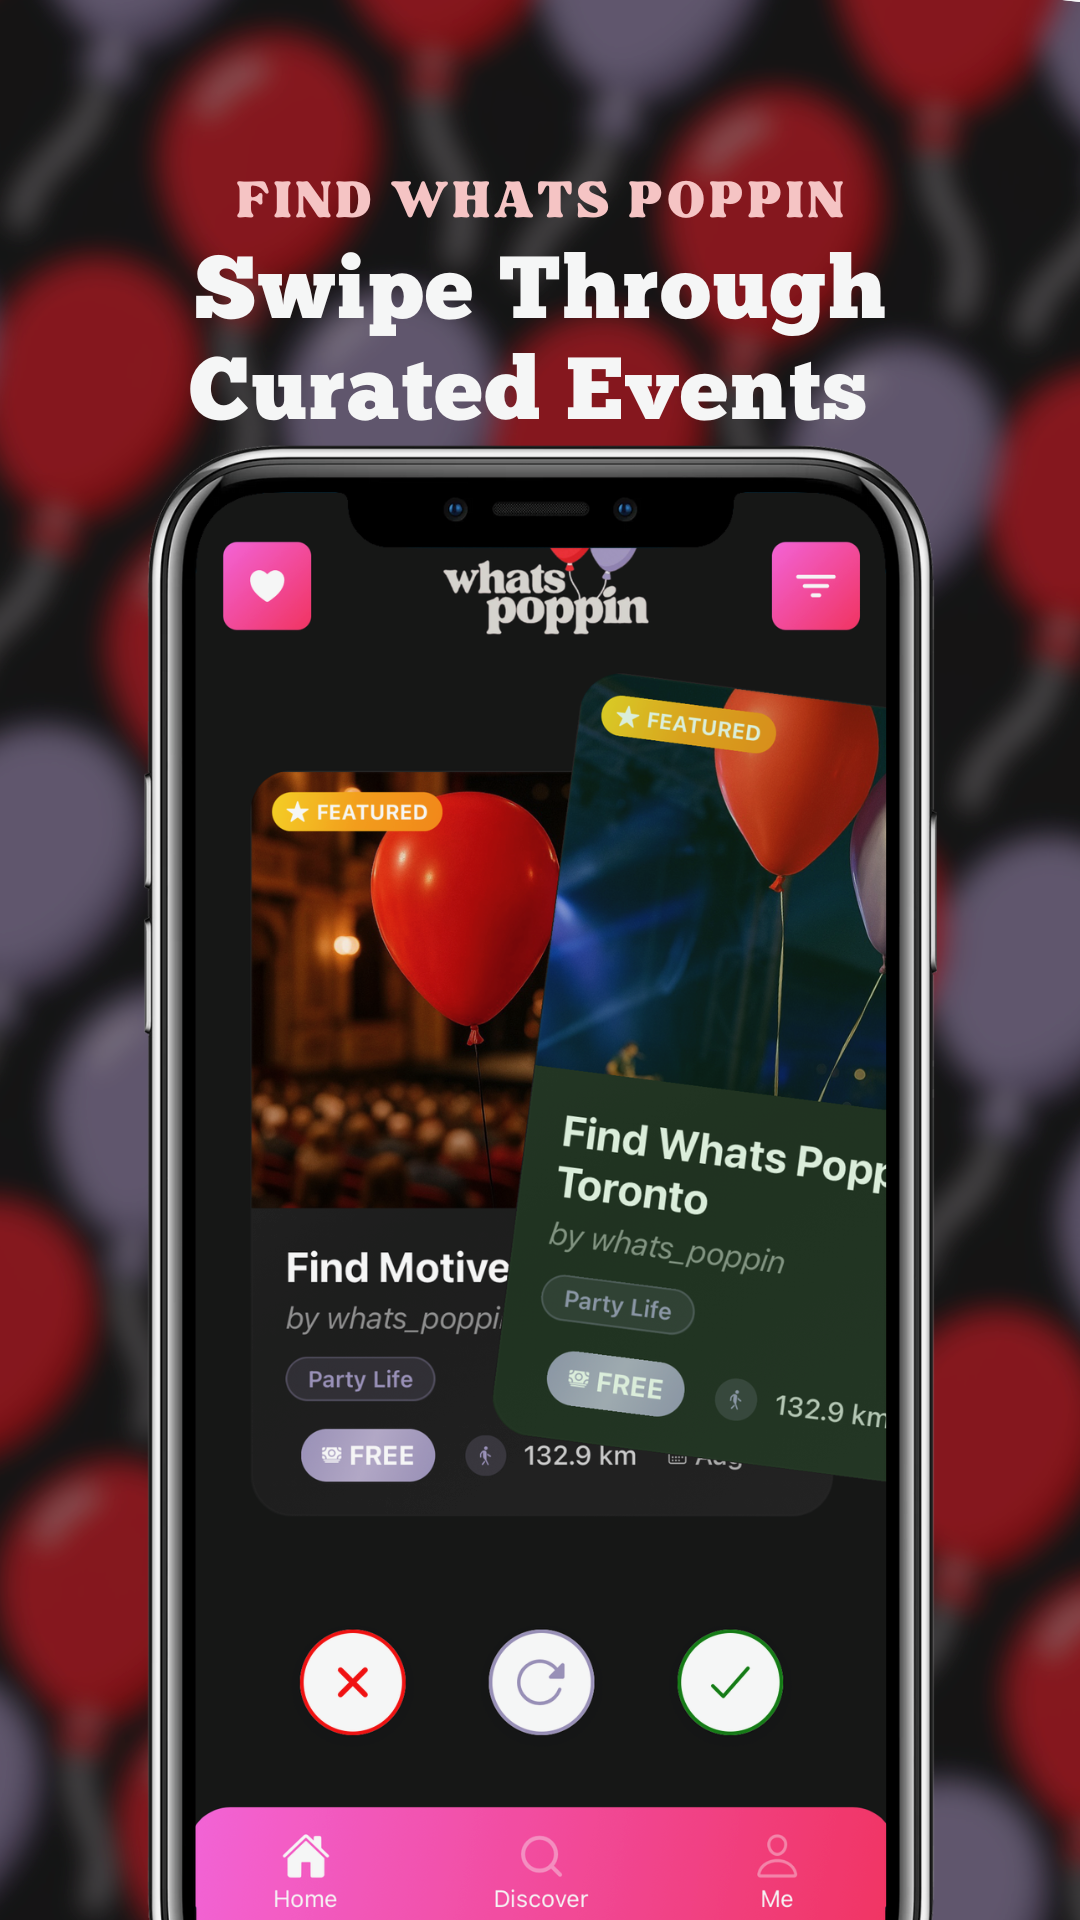 FIND WHATS POPPIN
Swipe Through
Curated Events
whats
poppin
FEATURED
FEATURED
Find Whats Popp
Toronto
by whats_poppin
Party Life
FREE
132.9 km
Find Motive
by whats_poppi
Party Life
FREE
132.9 km
Aug
Home
Discover
Me